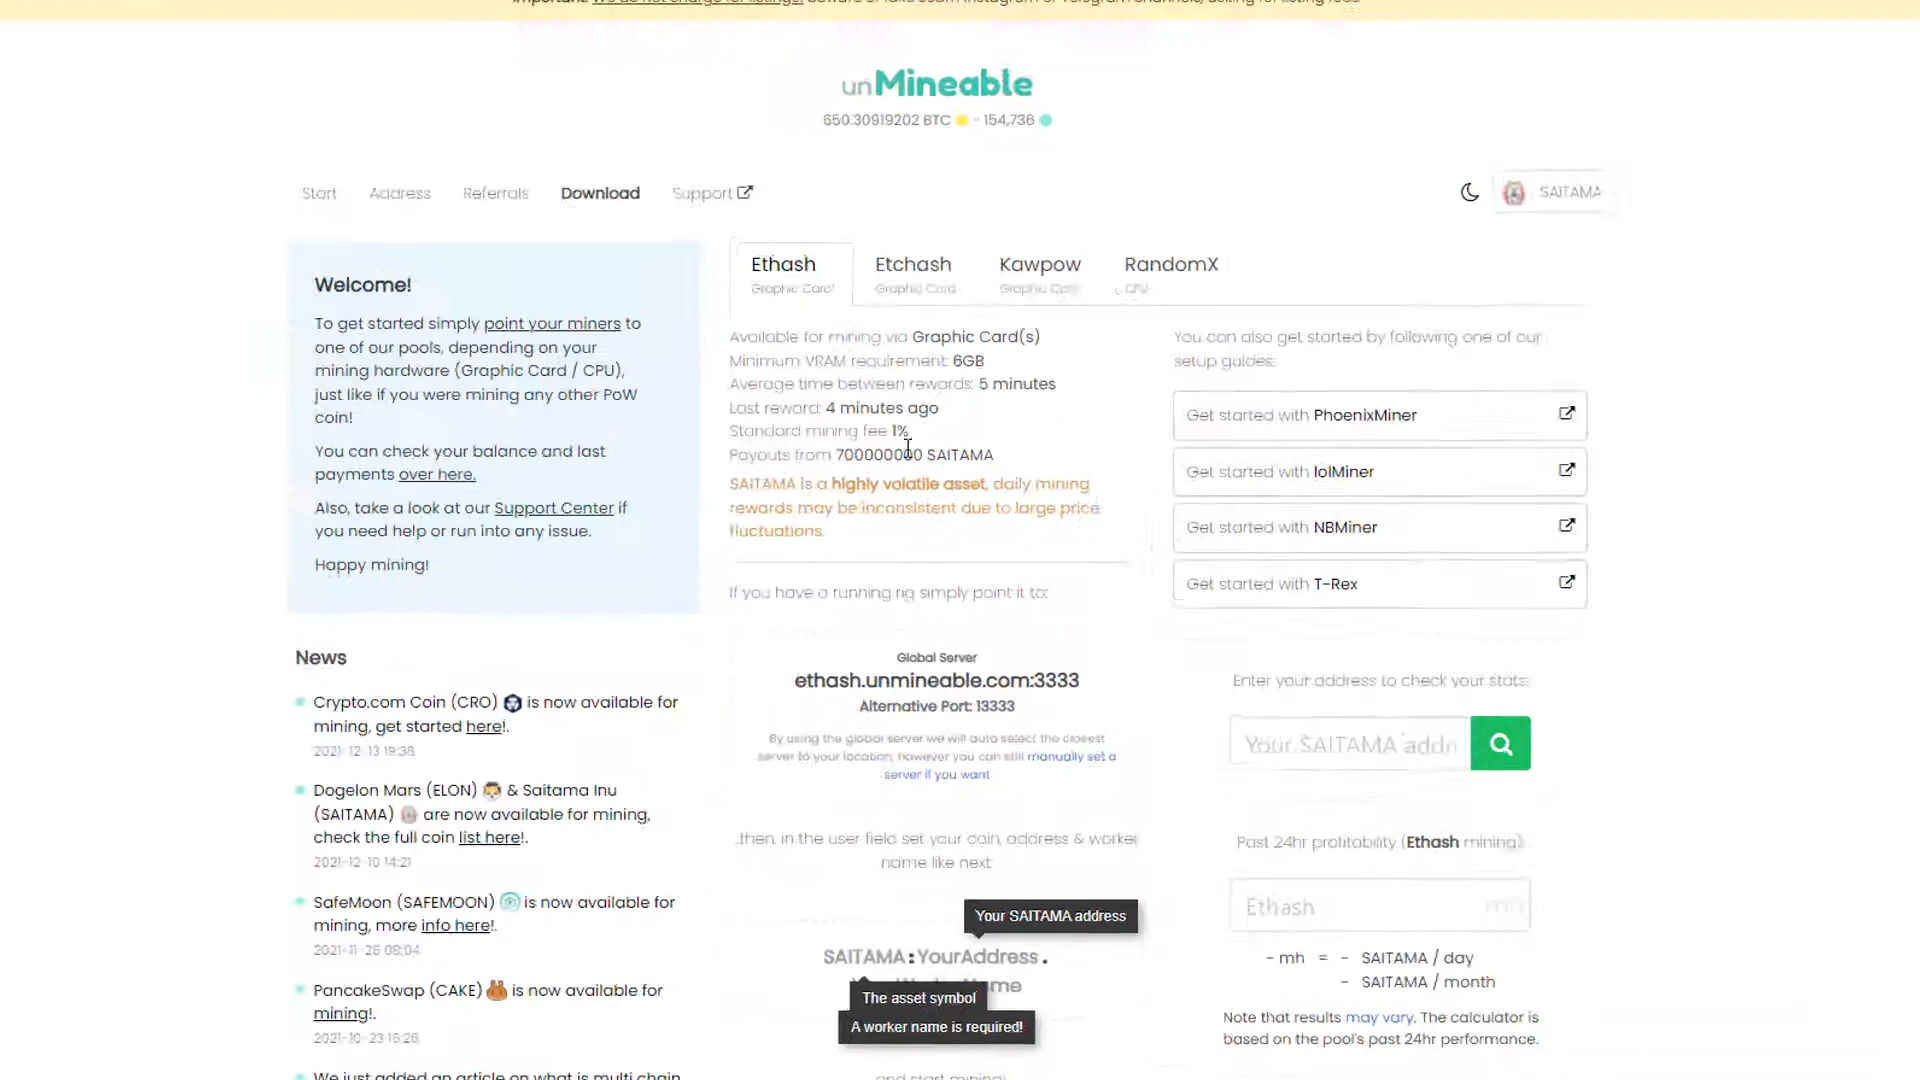 Important: We do not charge for listings!
unMineable
650.30919202 BTC - 154,736
Start Address Referrals Download Support
SAITAMA
Welcome!
To get started simply point your miners to
one of our pools, depending on your
mining hardware (Graphic Card / CPU),
just like if you were mining any other PoW
coin!
You can check your balance and last
payments over here.
Also, take a look at our Support Center if
you need help or run into any issue.
Happy mining!
News
Crypto.com Coin (CRO) is now available for
mining, get started here!.
2021-12-13 19:38
Dogelon Mars (ELON) & Saitama Inu
(SAITAMA) are now available for mining,
check the full coin list here!.
2021-12-10 14:21
SafeMoon (SAFEMOON) is now available for
mining, more info here!.
2021-11-26 08:04
PancakeSwap (CAKE) is now available for
mining!.
2021-10-23 16:26
We just added an article on what is multi chain
Ethash Etchash Kawpow RandomX
Graphic Card Graphic Card Graphic Card CPU
Available for mining via Graphic Card(s)
Minimum VRAM requirement: 6GB
Average time between rewards: 5 minutes
Last reward: 4 minutes ago
Standard mining fee 1%
Payouts from 700000000 SAITAMA
SAITAMA is a highly volatile asset, daily mining
rewards may be inconsistent due to large price
fluctuations.
If you have a running rig simply point it to:
Global Server
ethash.unmineable.com:3333
Alternative Port: 13333
By using the global server we will auto select the closest
server to your location, however you can still manually set a
server if you want
...then, in the user field set your coin, address & worker
name like next
Your SAITAMA address
SAITAMA:YourAddress.
The asset symbol
A worker name is required!
and start mining!
You can also get started by following one of our
setup guides:
Get started with PhoenixMiner
Get started with lolMiner
Get started with NBMiner
Get started with T-Rex
Enter your address to check your stats:
Your SAITAMA addr
Past 24hr profitability (Ethash mining)
Ethash mh
- mh = - SAITAMA / day
- SAITAMA / month
Note that results may vary. The calculator is
based on the pool's past 24hr performance.